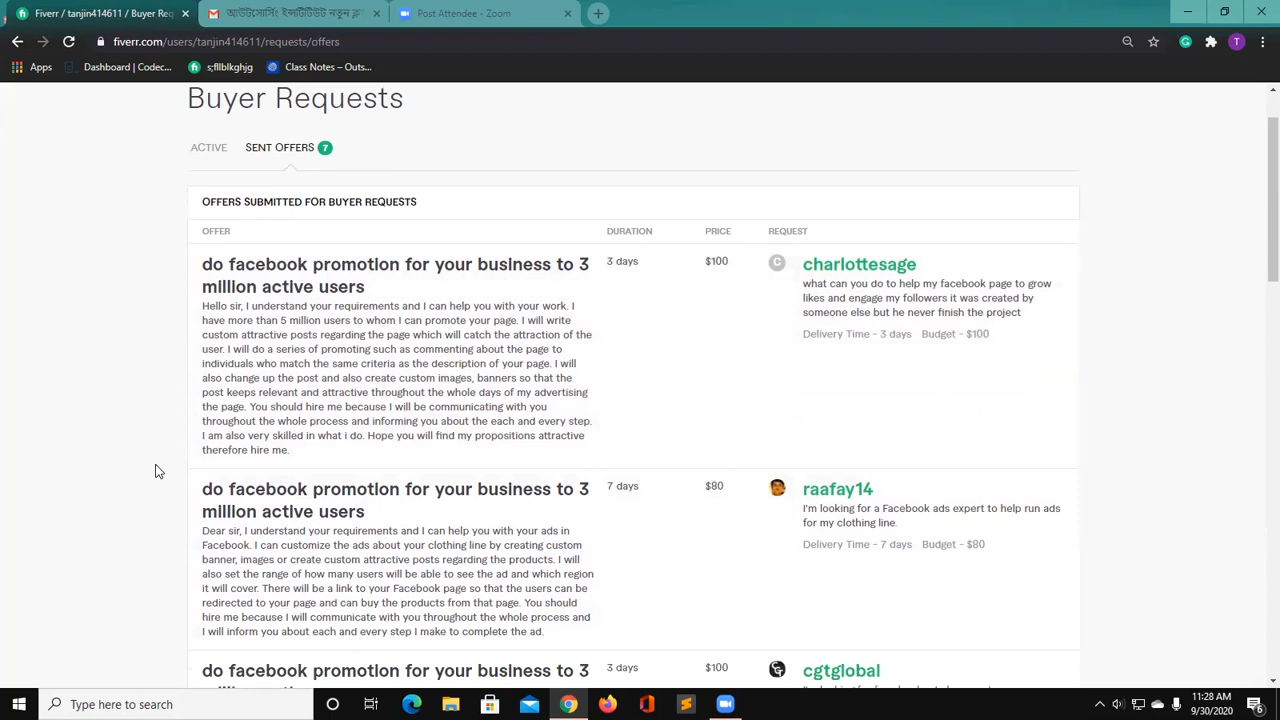 Fiverr / tanjin414611 / Buyer Req
আউটসোর্সিং ইন্সটিটিউট নতুন ক্ল
Post Attendee - Zoom
fiverr.com/users/tanjin414611/requests/offers
T
Apps
Dashboard | Codec...
s;fllblkghjg
Class Notes – Outs...
Buyer Requests
ACTIVE
SENT OFFERS 7
OFFERS SUBMITTED FOR BUYER REQUESTS
OFFER DURATION PRICE REQUEST
do facebook promotion for your business to 3
million active users
Hello sir, I understand your requirements and I can help you with your work. I
have more than 5 million users to whom I can promote your page. I will write
custom attractive posts regarding the page which will catch the attraction of the
user. I will do a series of promoting such as commenting about the page to
individuals who match the same criteria as the description of your page. I will
also change up the post and also create custom images, banners so that the
post keeps relevant and attractive throughout the whole days of my advertising
the page. You should hire me because I will be communicating with you
throughout the whole process and informing you about the each and every step.
I am also very skilled in what i do. Hope you will find my propositions attractive
therefore hire me.
3 days
$100
C
charlottesage
what can you do to help my facebook page to grow
likes and engage my followers it was created by
someone else but he never finish the project
Delivery Time - 3 days Budget - $100
do facebook promotion for your business to 3
million active users
Dear sir, I understand your requirements and I can help you with your ads in
Facebook. I can customize the ads about your clothing line by creating custom
banner, images or create custom attractive posts regarding the products. I will
also set the range of how many users will be able to see the ad and which region
it will cover. There will be a link to your Facebook page so that the users can be
redirected to your page and can buy the products from that page. You should
hire me because I will communicate with you throughout the whole process and
I will inform you about each and every step I make to complete the ad.
7 days
$80
raafay14
I'm looking for a Facebook ads expert to help run ads
for my clothing line.
Delivery Time - 7 days Budget - $80
do facebook promotion for your business to 3
3 days
$100
cgtglobal
Type here to search
11:28 AM
9/30/2020
6